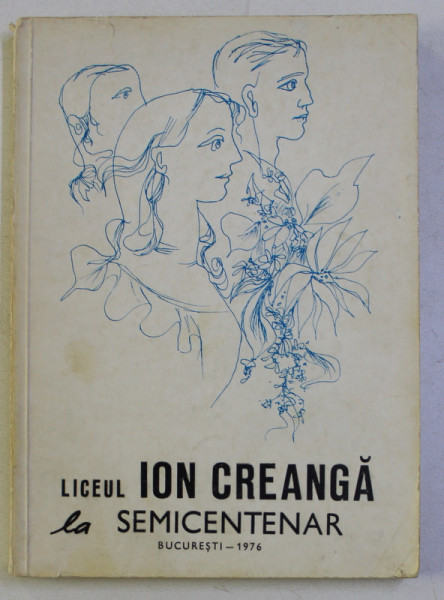 LICEUL ION CREANGĂ
la SEMICENTENAR
BUCUREȘTI — 1976